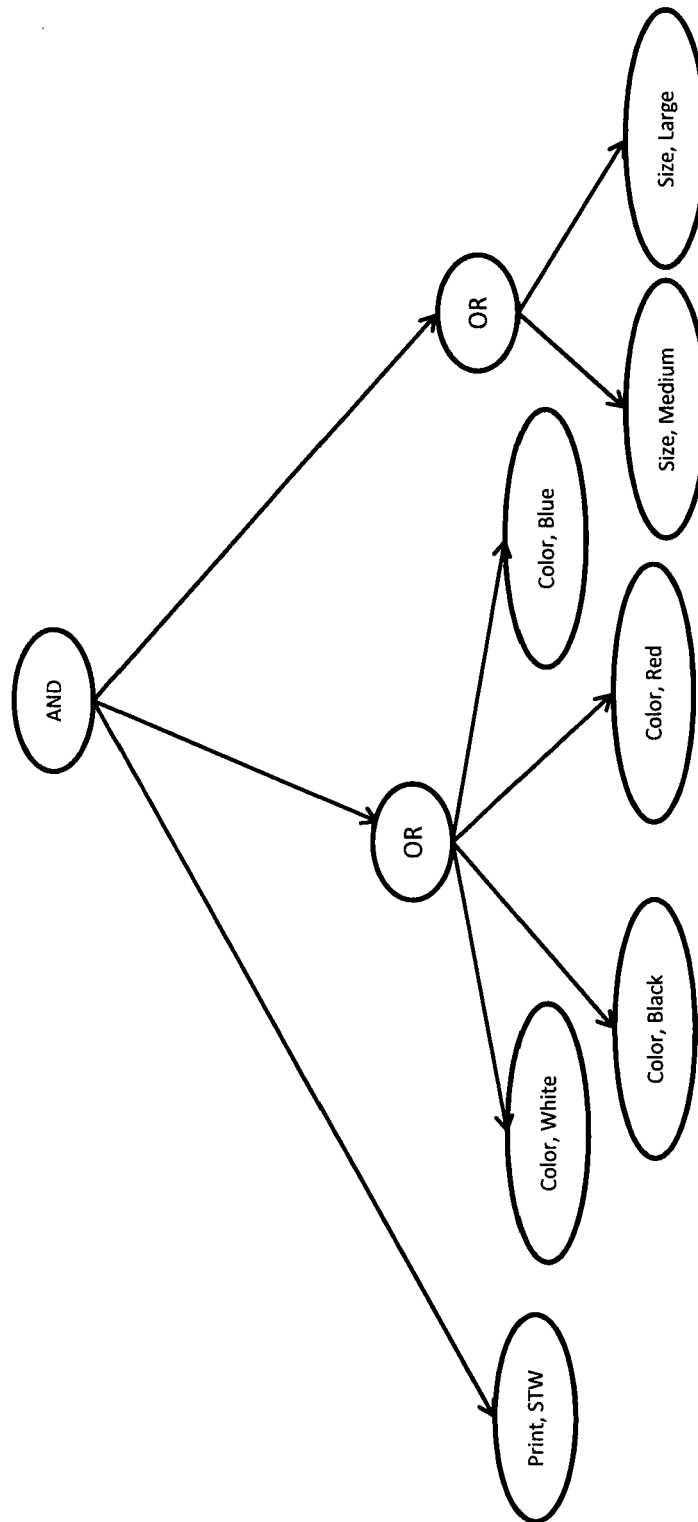 AND
OR
OR
Print, STW
Color, White
Color, Black
Color, Red
Color, Blue
Size, Medium
Size, Large